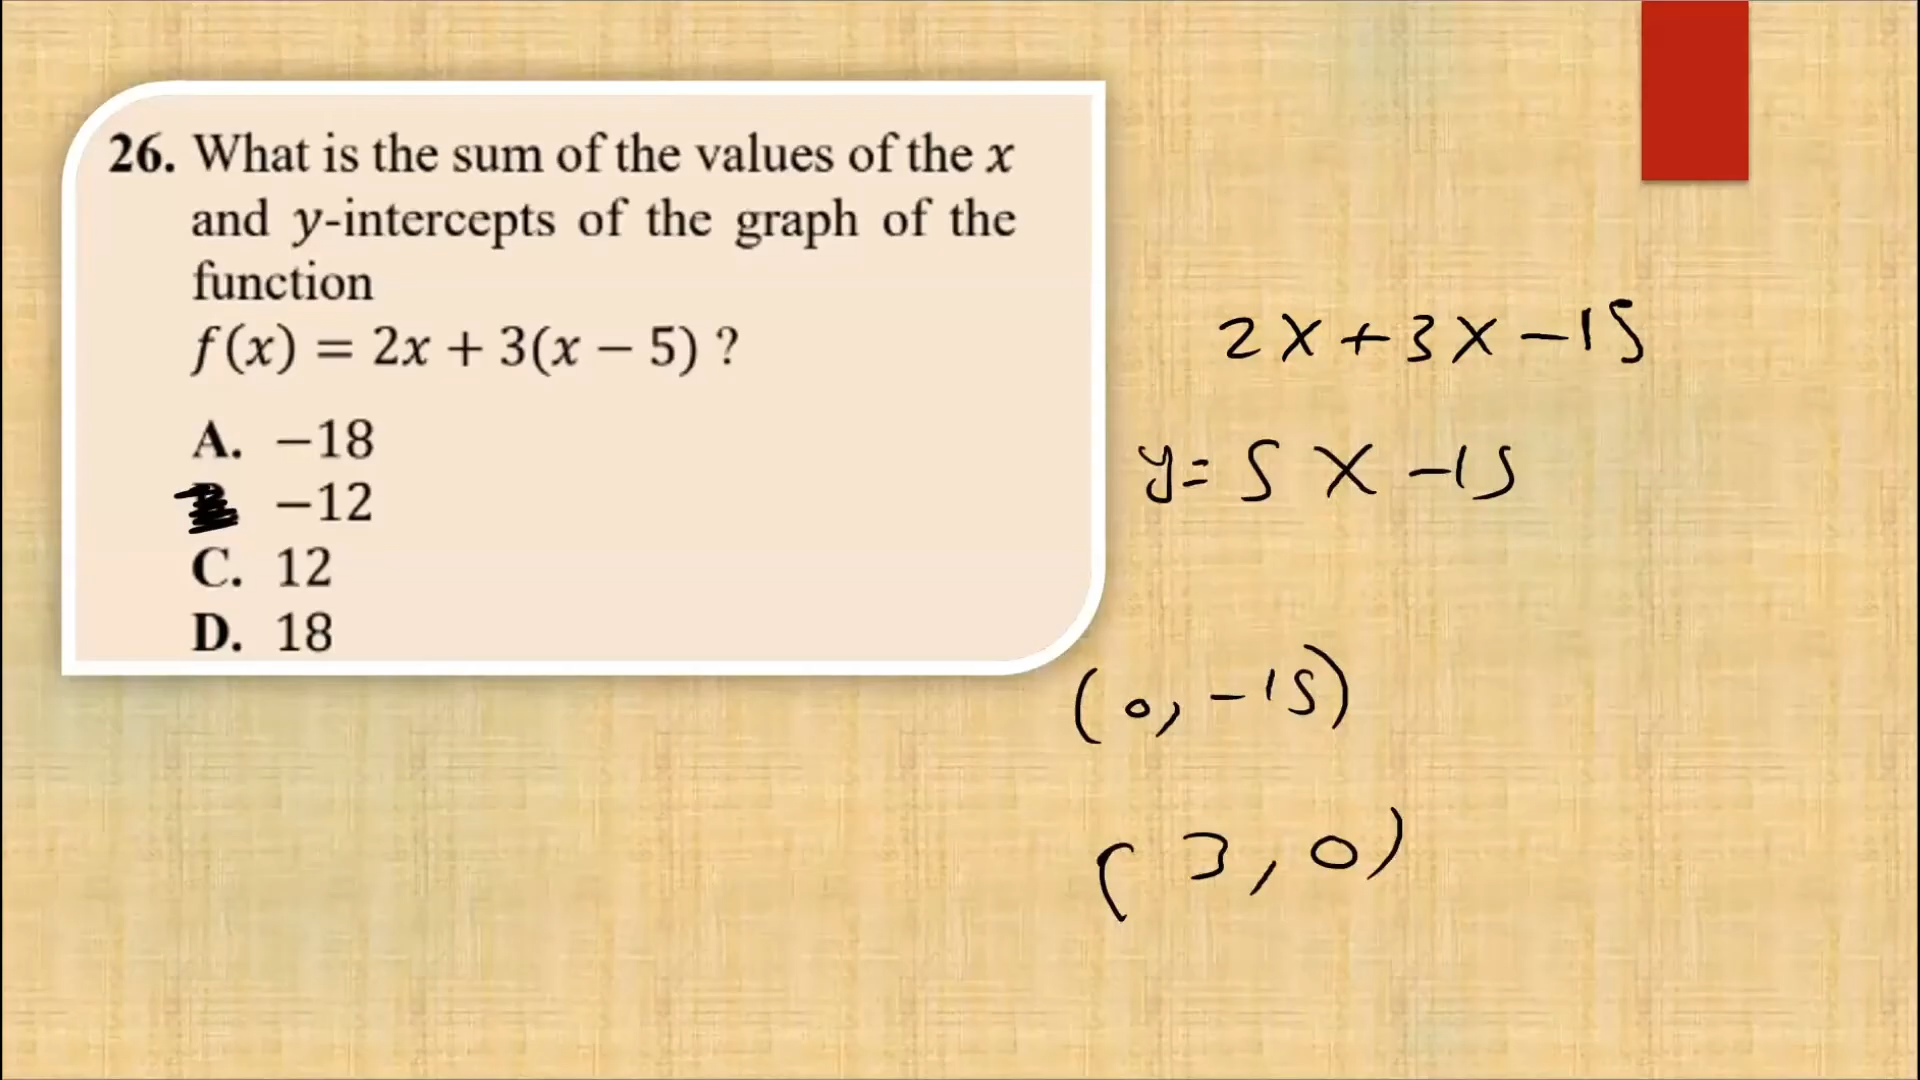 26. What is the sum of the values of the x
and y-intercepts of the graph of the
function
f(x) = 2x + 3(x − 5) ?
A. −18
−12
C. 12
D. 18
2x+3x−15
y= 5x −15
(0, −15)
(3, 0)